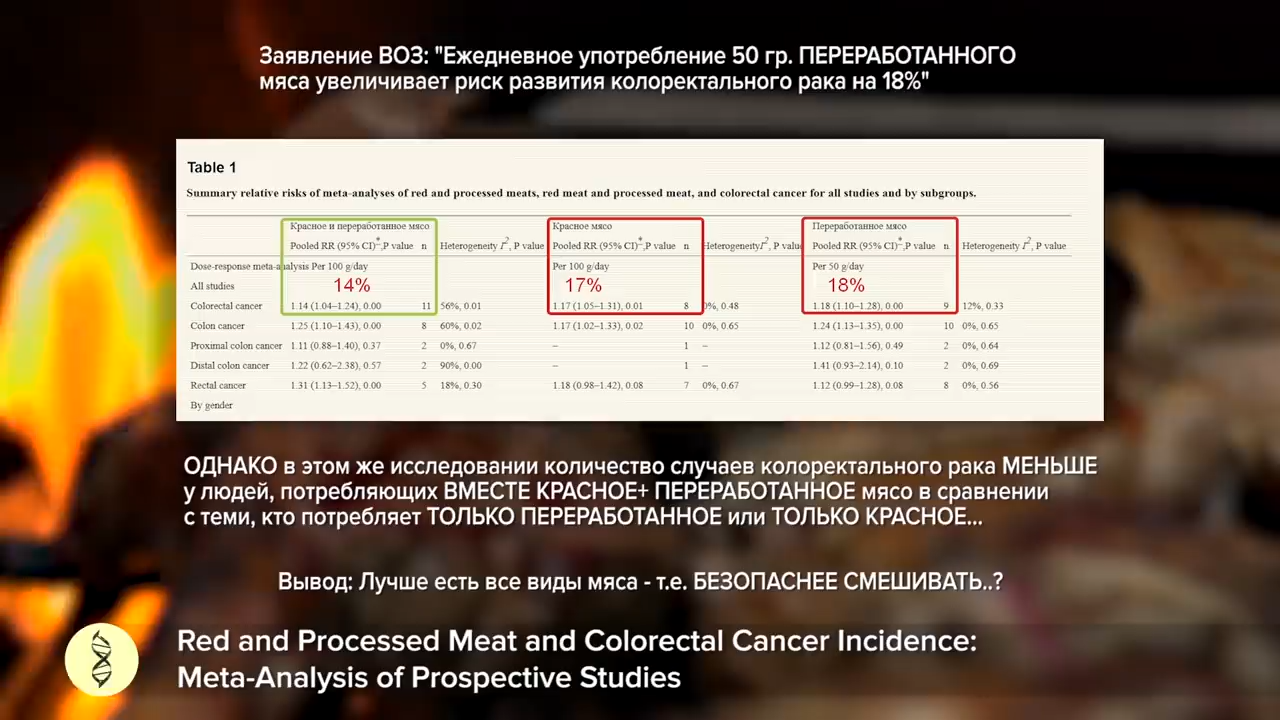 Заявление ВОЗ: "Ежедневное употребление 50 гр. ПЕРЕРАБОТАННОГО
мяса увеличивает риск развития колоректального рака на 18%"
Table 1
Summary relative risks of meta-analyses of red and processed meats, red meat and processed meat, and colorectal cancer for all studies and by subgroups.
Красное и переработанное мясо Красное мясо Переработанное мясо
Pooled RR (95% CI)*,P value n Heterogeneity I², P value Pooled RR (95% CI)*,P value n Heterogeneity I², P value Pooled RR (95% CI)*,P value n Heterogeneity I², P value
Dose-response meta-analysis Per 100 g/day Per 100 g/day Per 50 g/day
All studies 14% 17% 18%
Colorectal cancer 1.14 (1.04–1.24), 0.00 11 56%, 0.01 1.17 (1.05–1.31), 0.01 8 0%, 0.48 1.18 (1.10–1.28), 0.00 9 12%, 0.33
Colon cancer 1.25 (1.10–1.43), 0.00 8 60%, 0.02 1.17 (1.02–1.33), 0.02 10 0%, 0.65 1.24 (1.13–1.35), 0.00 10 0%, 0.65
Proximal colon cancer 1.11 (0.88–1.40), 0.37 2 0%, 0.67 – 1 – 1.12 (0.81–1.56), 0.49 2 0%, 0.64
Distal colon cancer 1.22 (0.62–2.38), 0.57 2 90%, 0.00 – 1 – 1.41 (0.93–2.14), 0.10 2 0%, 0.69
Rectal cancer 1.31 (1.13–1.52), 0.00 5 18%, 0.30 1.18 (0.98–1.42), 0.08 7 0%, 0.67 1.12 (0.99–1.28), 0.08 8 0%, 0.56
By gender
ОДНАКО в этом же исследовании количество случаев колоректального рака МЕНЬШЕ
у людей, потребляющих ВМЕСТЕ КРАСНОЕ+ ПЕРЕРАБОТАННОЕ мясо в сравнении
с теми, кто потребляет ТОЛЬКО ПЕРЕРАБОТАННОЕ или ТОЛЬКО КРАСНОЕ...
Вывод: Лучше есть все виды мяса - т.е. БЕЗОПАСНЕЕ СМЕШИВАТЬ..?
Red and Processed Meat and Colorectal Cancer Incidence:
Meta-Analysis of Prospective Studies